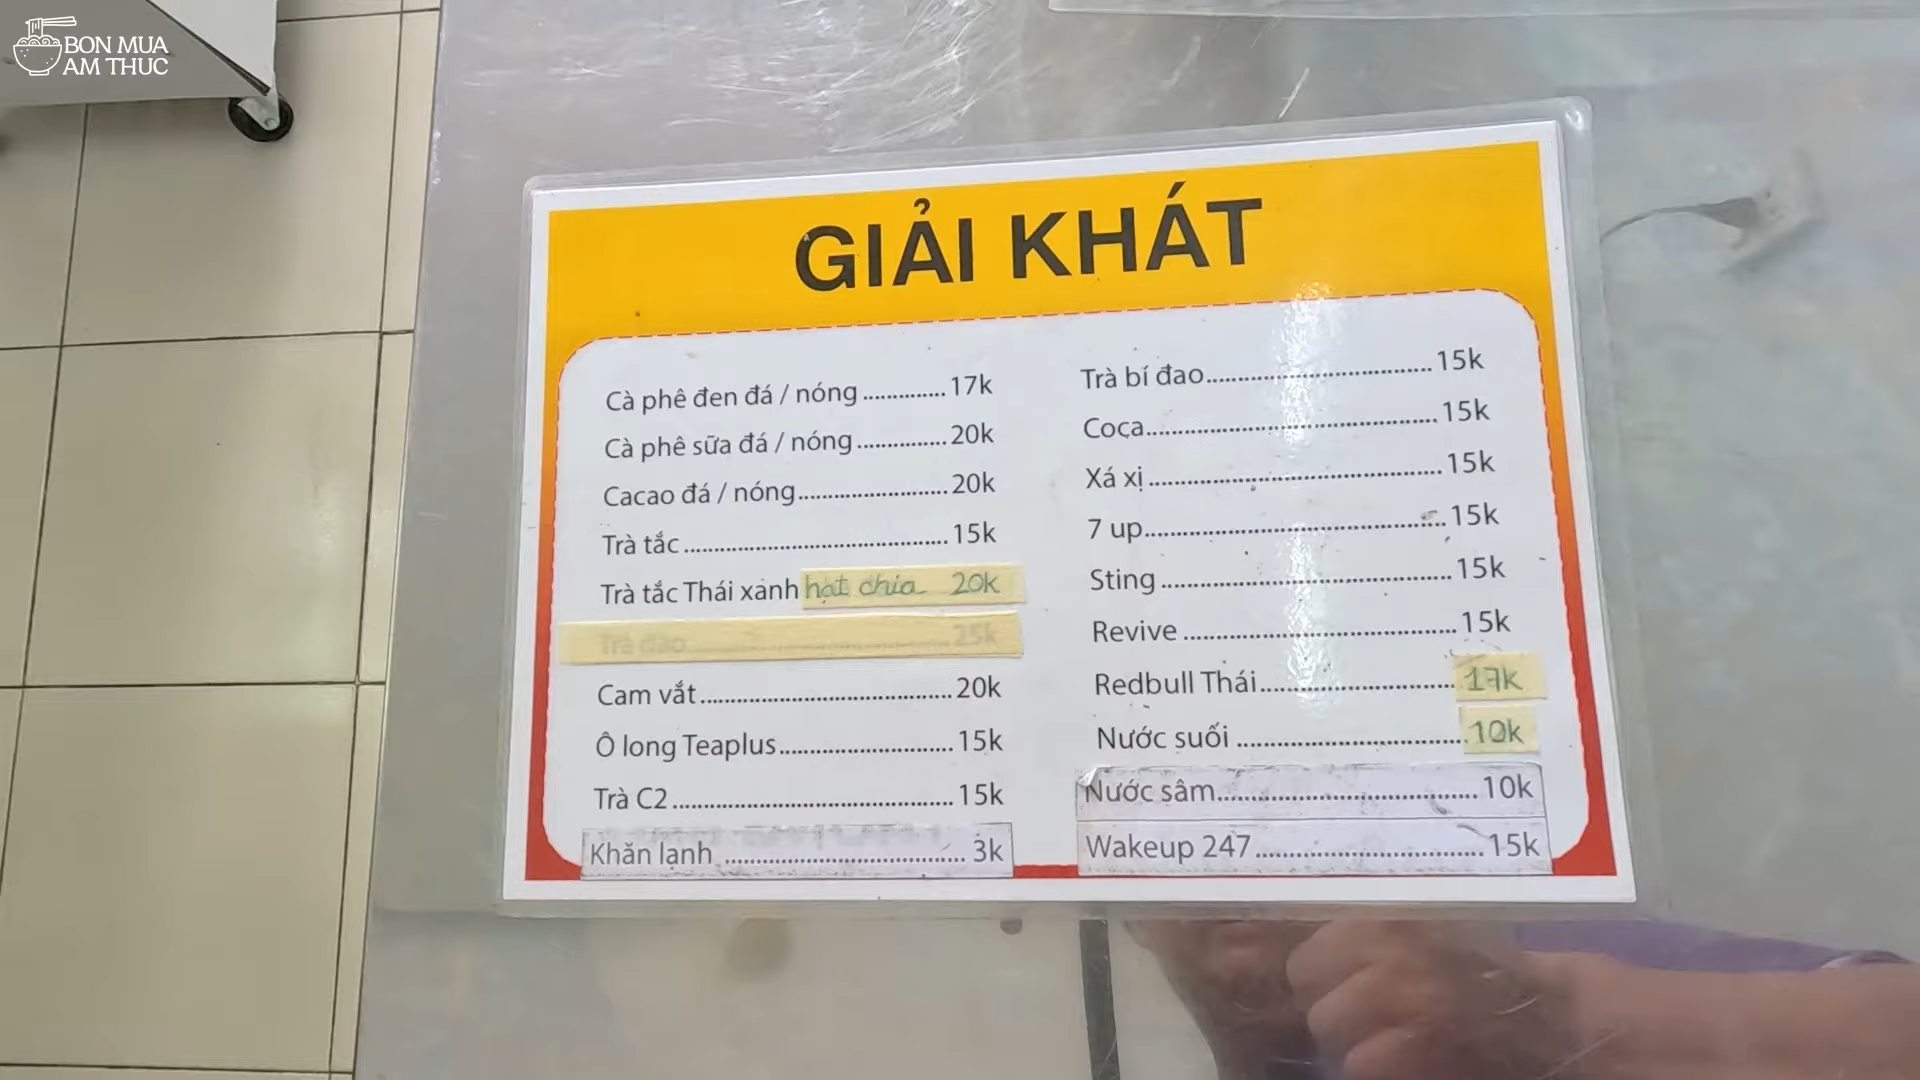 BON MUA
AM THUC
GIẢI KHÁT
Cà phê đen đá / nóng .............. 17k
Cà phê sữa đá / nóng ............... 20k
Cacao đá / nóng......................... 20k
Trà tắc ............................................ 15k
Trà tắc Thái xanh hạt chia 20k
Trà đào ............................................ 25k
Cam vắt .......................................... 20k
Ô long Teaplus............................. 15k
Trà C2 .............................................. 15k
Khăn lạnh ..................................... 3k
Trà bí đao.................................... 15k
Coca.............................................. 15k
Xá xị .............................................. 15k
7 up................................................ 15k
Sting .............................................. 15k
Revive ........................................... 15k
Redbull Thái............................... 17k
Nước suối ................................... 10k
Nước sâm....................................... 10k
Wakeup 247 ................................... 15k